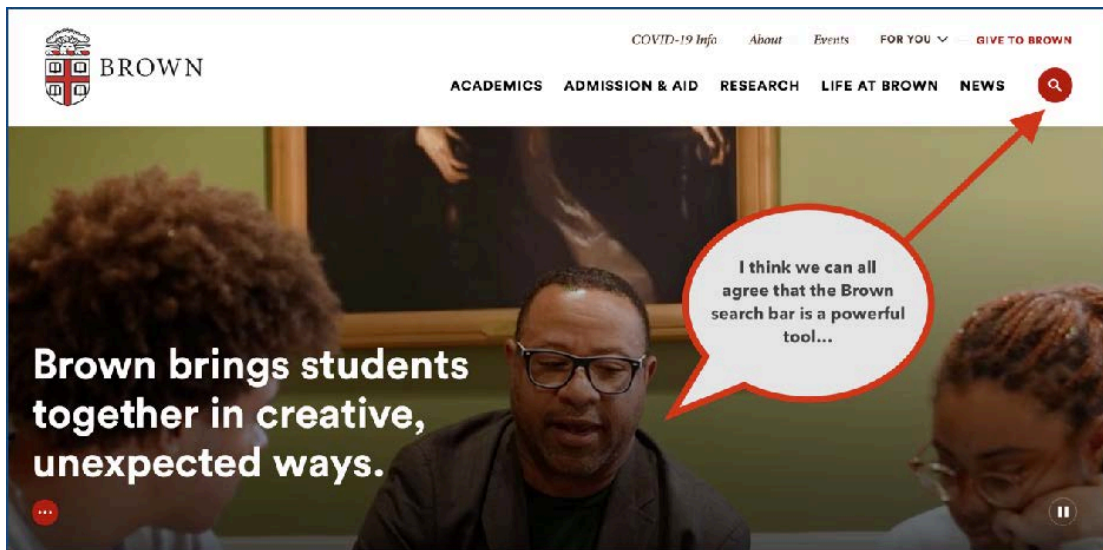 BROWN
COVID-19 Info About Events FOR YOU GIVE TO BROWN
ACADEMICS ADMISSION & AID RESEARCH LIFE AT BROWN NEWS
I think we can all
agree that the Brown
search bar is a powerful
tool...
Brown brings students
together in creative,
unexpected ways.